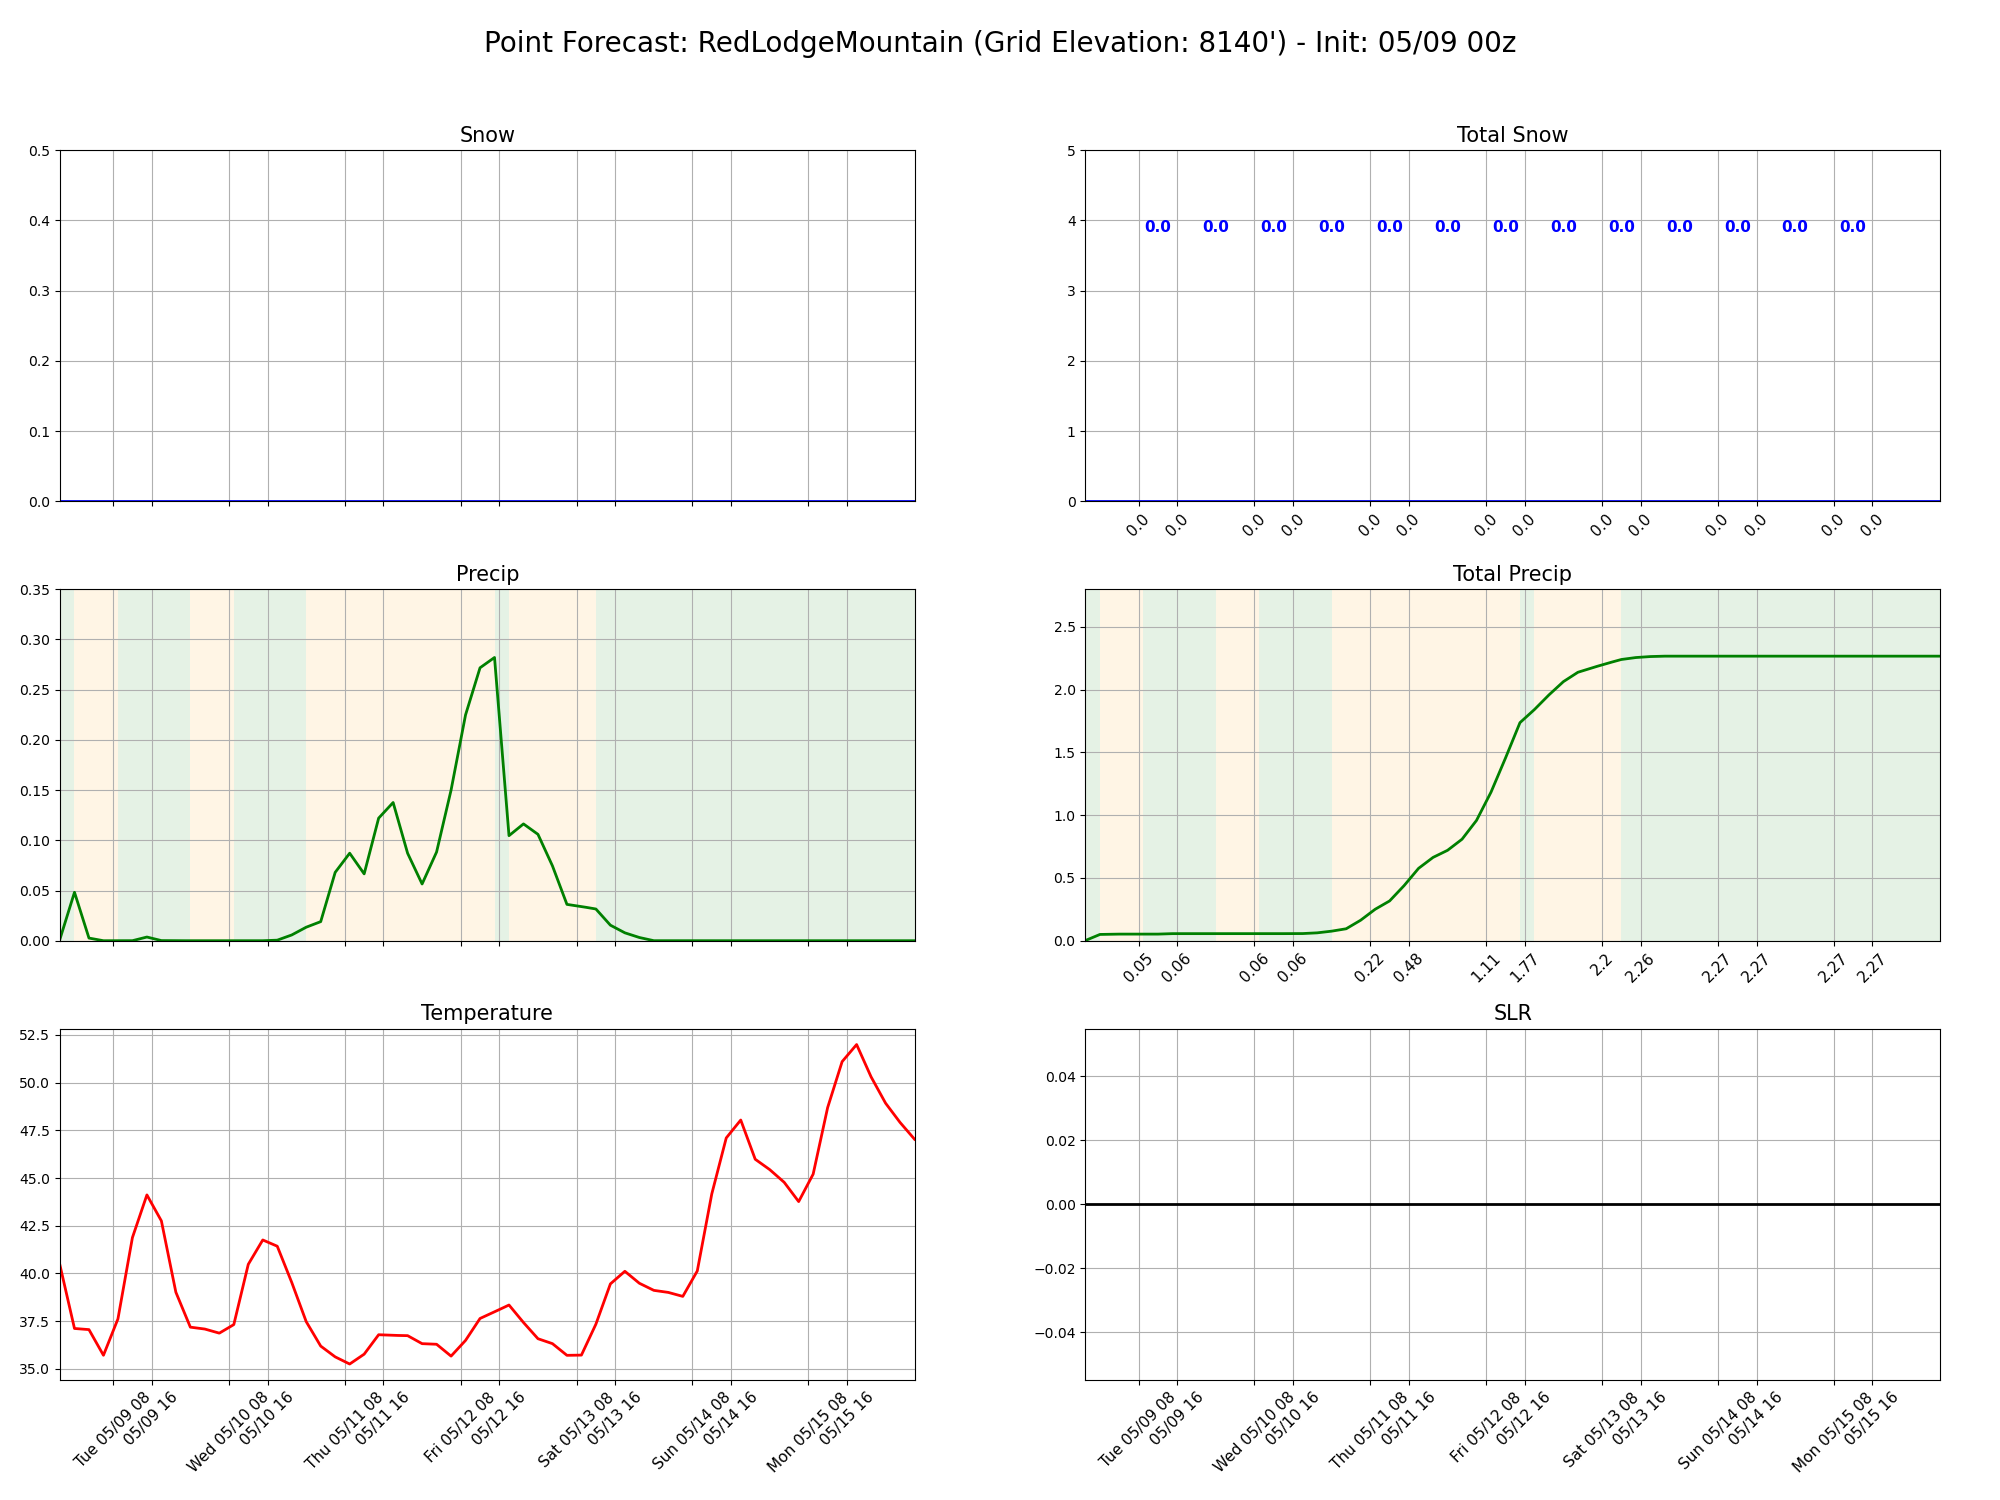 Point Forecast: RedLodgeMountain (Grid Elevation: 8140') - Init: 05/09 00z
Snow
0.5
0.4
0.3
0.2
0.1
0.0
Total Snow
5
4
3
2
1
0
0.0 0.0 0.0 0.0 0.0 0.0 0.0 0.0 0.0 0.0 0.0 0.0 0.0
0.0 0.0 0.0 0.0 0.0 0.0 0.0 0.0 0.0 0.0 0.0 0.0 0.0 0.0
Precip
0.35
0.30
0.25
0.20
0.15
0.10
0.05
0.00
Total Precip
2.5
2.0
1.5
1.0
0.5
0.0
0.05 0.06 0.06 0.06 0.22 0.48 1.11 1.77 2.2 2.26 2.27 2.27 2.27 2.27
Temperature
52.5
50.0
47.5
45.0
42.5
40.0
37.5
35.0
Tue 05/09 08
05/09 16
Wed 05/10 08
05/10 16
Thu 05/11 08
05/11 16
Fri 05/12 08
05/12 16
Sat 05/13 08
05/13 16
Sun 05/14 08
05/14 16
Mon 05/15 08
05/15 16
SLR
0.04
0.02
0.00
−0.02
−0.04
Tue 05/09 08
05/09 16
Wed 05/10 08
05/10 16
Thu 05/11 08
05/11 16
Fri 05/12 08
05/12 16
Sat 05/13 08
05/13 16
Sun 05/14 08
05/14 16
Mon 05/15 08
05/15 16